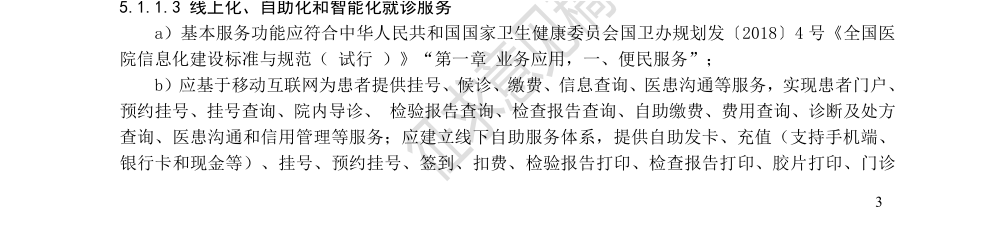 5.1.1.3 线上化、自助化和智能化就诊服务
a）基本服务功能应符合中华人民共和国国家卫生健康委员会国卫办规划发〔2018〕4 号《全国医
院信息化建设标准与规范（ 试行 ）》“第一章 业务应用，一、便民服务”；
b）应基于移动互联网为患者提供挂号、候诊、缴费、信息查询、医患沟通等服务，实现患者门户、
预约挂号、挂号查询、院内导诊、 检验报告查询、检查报告查询、自助缴费、费用查询、诊断及处方
查询、医患沟通和信用管理等服务；应建立线下自助服务体系，提供自助发卡、充值（支持手机端、
银行卡和现金等）、挂号、预约挂号、签到、扣费、检验报告打印、检查报告打印、胶片打印、门诊
征求意见稿
3